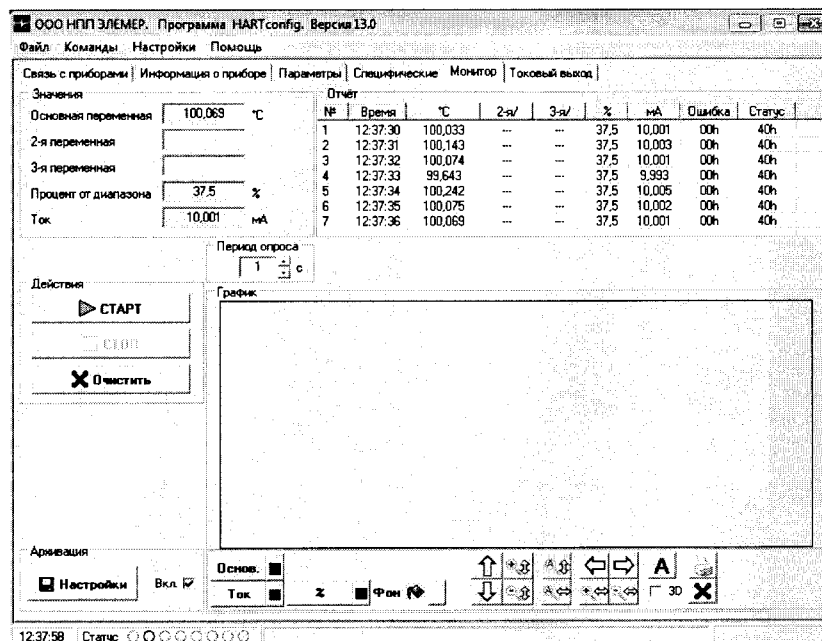 ООО НПП ЭЛЕМЕР. Программа HARTconfig. Версия 13.0
Файл Команды Настройки Помощь
Связь с приборами Информация о приборе Параметры Специфические Монитор Токовый выход
Значения
Основная переменная 100,069 °C
2-я переменная
3-я переменная
Процент от диапазона 37,5 %
Ток 10,001 мА
Отчёт
№ Время °C 2-я/ 3-я/ % мА Ошибка Статус
1 12:37:30 100,033 --- --- 37,5 10,001 00h 40h
2 12:37:31 100,143 --- --- 37,5 10,003 00h 40h
3 12:37:32 100,074 --- --- 37,5 10,001 00h 40h
4 12:37:33 99,643 --- --- 37,5 9,993 00h 40h
5 12:37:34 100,242 --- --- 37,5 10,005 00h 40h
6 12:37:35 100,075 --- --- 37,5 10,002 00h 40h
7 12:37:36 100,069 --- --- 37,5 10,001 00h 40h
Период опроса
1 с
Действия
СТАРТ
СТОП
Очистить
График
Архивация
Настройки Вкл.
Основ.
Ток % Фон
A
3D
12:37:58 Статус